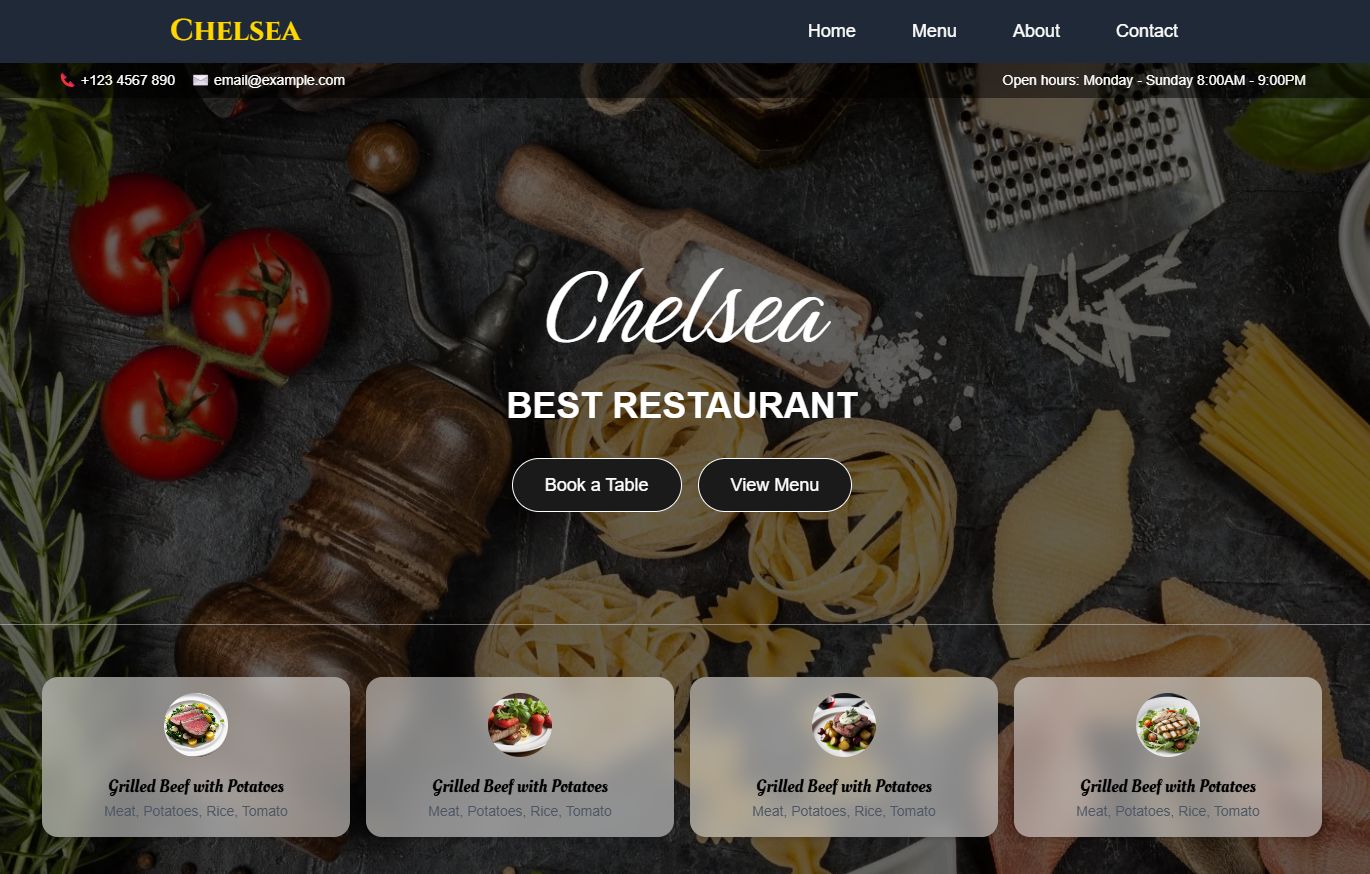 Chelsea
Home Menu About Contact
+123 4567 890 email@example.com
Open hours: Monday - Sunday 8:00AM - 9:00PM
Chelsea
BEST RESTAURANT
Book a Table View Menu
Grilled Beef with Potatoes
Meat, Potatoes, Rice, Tomato
Grilled Beef with Potatoes
Meat, Potatoes, Rice, Tomato
Grilled Beef with Potatoes
Meat, Potatoes, Rice, Tomato
Grilled Beef with Potatoes
Meat, Potatoes, Rice, Tomato